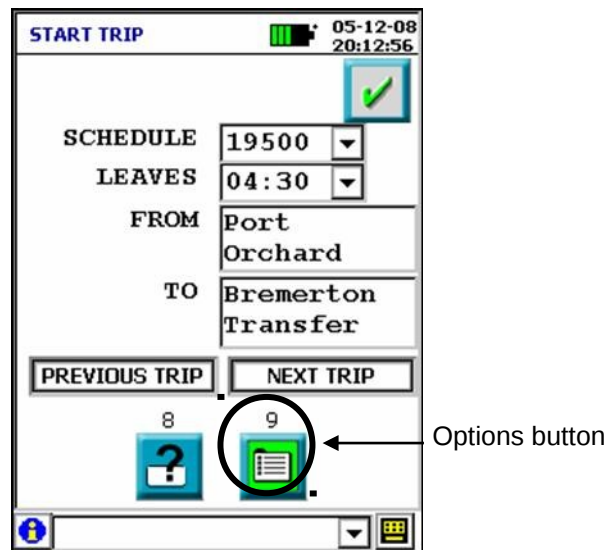 START TRIP 05-12-08
20:12:56
SCHEDULE 19500
LEAVES 04:30
FROM Port
Orchard
TO Bremerton
Transfer
PREVIOUS TRIP NEXT TRIP
8 9
?
Options button
i